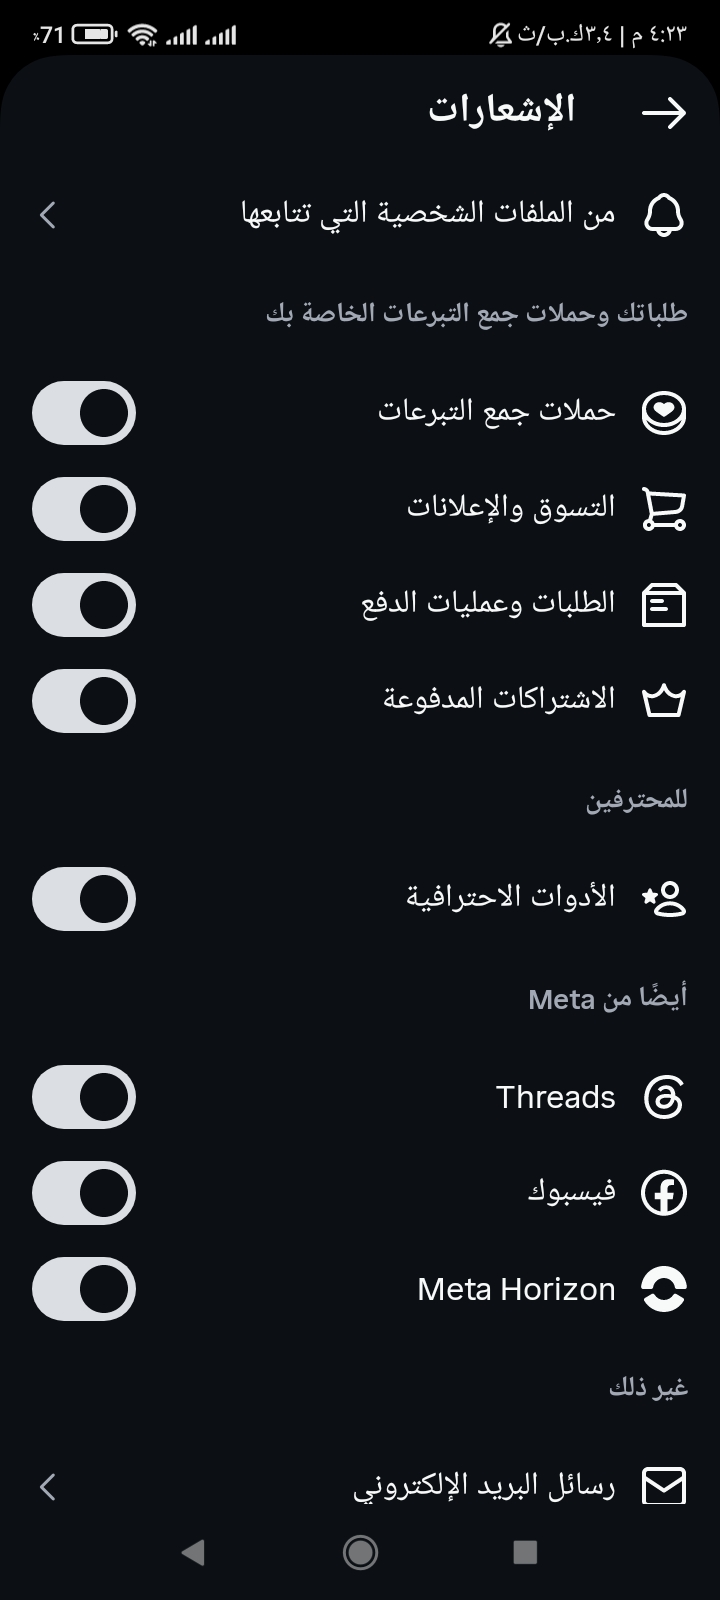 ٤:٢٣ م | ٣,٤ك.ب/ث
71٪
الإشعارات
من الملفات الشخصية التي تتابعها
طلباتك وحملات جمع التبرعات الخاصة بك
حملات جمع التبرعات
التسوق والإعلانات
الطلبات وعمليات الدفع
الاشتراكات المدفوعة
للمحترفين
الأدوات الاحترافية
أيضًا من Meta
Threads
فيسبوك
Meta Horizon
غير ذلك
رسائل البريد الإلكتروني